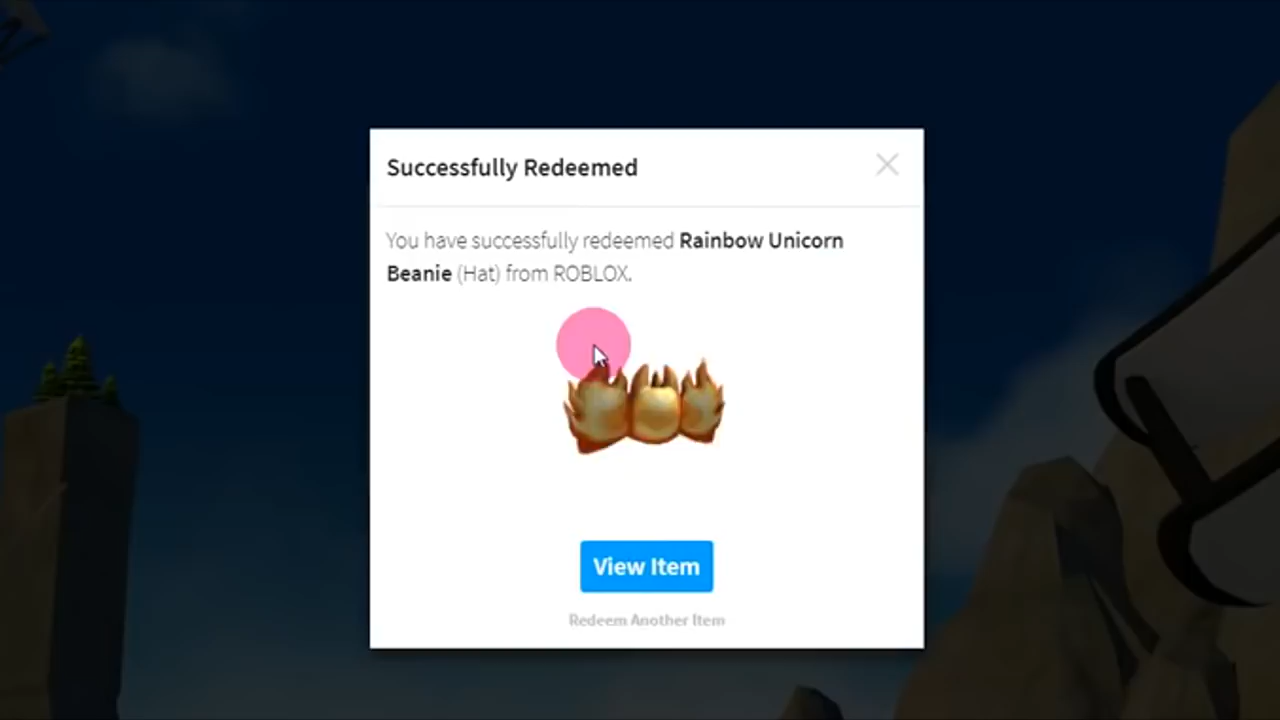 Successfully Redeemed
You have successfully redeemed Rainbow Unicorn
Beanie (Hat) from ROBLOX.
View Item
Redeem Another Item